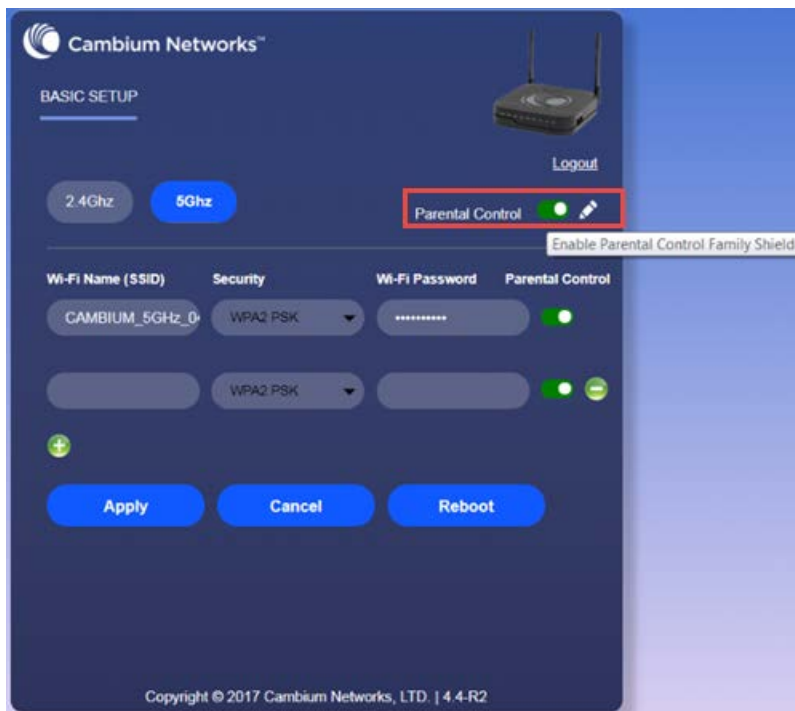 Cambium Networks™
BASIC SETUP
Logout
2.4Ghz 5Ghz Parental Control
Enable Parental Control Family Shield
Wi-Fi Name (SSID) Security Wi-Fi Password Parental Control
CAMBIUM_5GHz_0 WPA2 PSK ••••••••••
WPA2 PSK
Apply Cancel Reboot
Copyright © 2017 Cambium Networks, LTD. | 4.4-R2